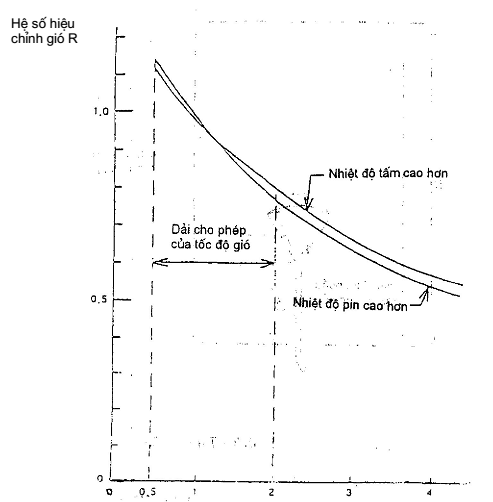 Hệ số hiệu
chỉnh gió R
1.0
Nhiệt độ tấm cao hơn
Dải cho phép
của tốc độ gió
0.5
Nhiệt độ pin cao hơn
0
0 0.5 1 2 3 4